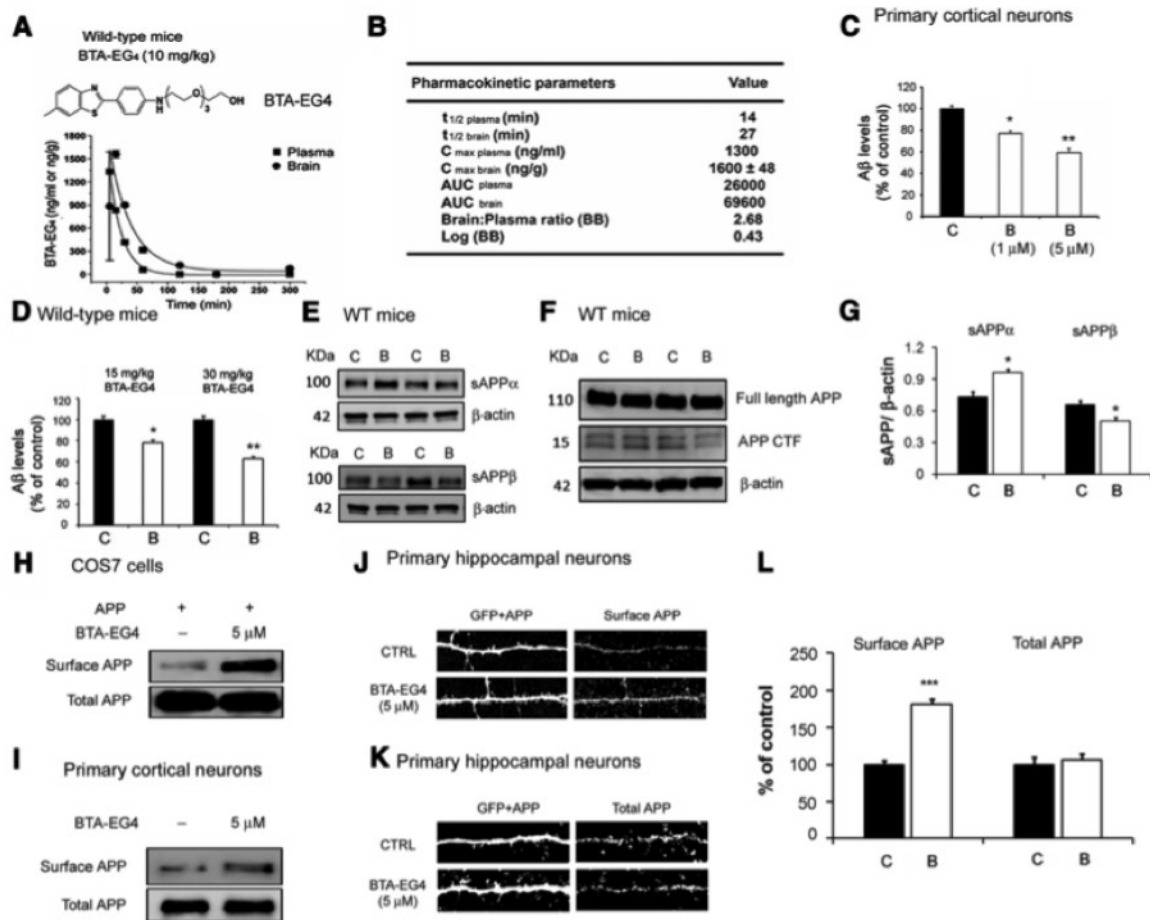 A
Wild-type mice
BTA-EG₄ (10 mg/kg)
N
S
N
H
O
3
OH
BTA-EG4
Plasma
Brain
BTA-EG₄ (ng/ml or ng/g)
1800
1500
1200
900
600
300
0
0 50 100 150 200 250 300
Time (min)
B
Pharmacokinetic parameters Value
t 1/2 plasma (min) 14
t 1/2 brain (min) 27
C max plasma (ng/ml) 1300
C max brain (ng/g) 1600 ± 48
AUC plasma 26000
AUC brain 69600
Brain:Plasma ratio (BB) 2.68
Log (BB) 0.43
C Primary cortical neurons
Aβ levels
(% of control)
120
100
80
60
40
20
0
* **
C B B
(1 μM) (5 μM)
D Wild-type mice
15 mg/kg 30 mg/kg
BTA-EG4 BTA-EG4
Aβ levels
(% of control)
120
100
80
60
40
20
0
* **
C B C B
E WT mice
KDa C B C B
100 sAPPα
42 β-actin
C B C B
100 sAPPβ
42 β-actin
F WT mice
KDa C B C B
110 Full length APP
15 APP CTF
42 β-actin
G
sAPPα sAPPβ
sAPP/ β-actin
1.2
0.9
0.6
0.3
0
* *
C B C B
H COS7 cells
APP + +
BTA-EG4 – 5 μM
Surface APP
Total APP
I Primary cortical neurons
BTA-EG4 – 5 μM
Surface APP
Total APP
J Primary hippocampal neurons
GFP+APP Surface APP
CTRL
BTA-EG4
(5 μM)
K Primary hippocampal neurons
GFP+APP Total APP
CTRL
BTA-EG4
(5 μM)
L
Surface APP Total APP
% of control
250
200
150
100
50
0
***
C B C B